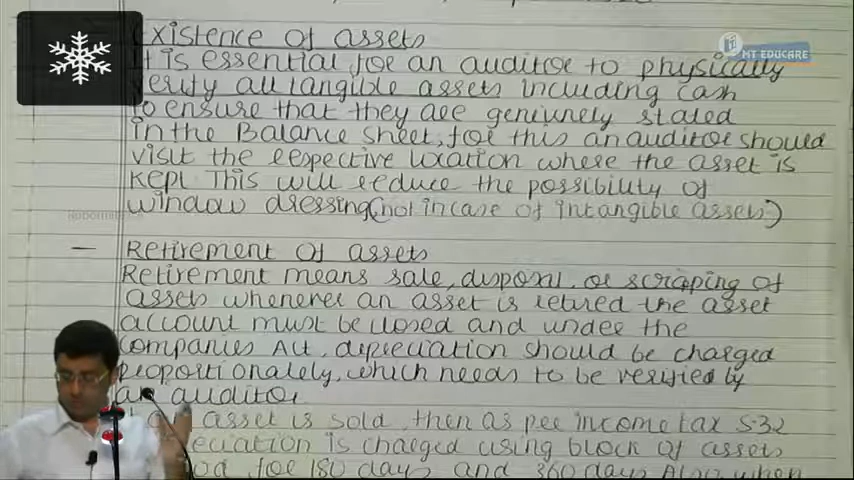 Existence of assets
MT EDUCARE
It is essential for an auditor to physically
verify all tangible assets including cash
to ensure that they are geniunely stated
in the Balance sheet, for this an auditor should
visit the respective location where the asset is
kept. This will reduce the possibility of
window dressing (not in case of intangible assets)
— Retirement of assets
Retirement means sale, disposal or scraping of
assets whenever an asset is retired the asset
account must be closed and under the
companies Act, depreciation should be charged
proportionately, which needs to be verified by
an auditor
asset is sold, then as per income tax S-32
depreciation is charged using block of assets
for 180 days and 360 days Also when